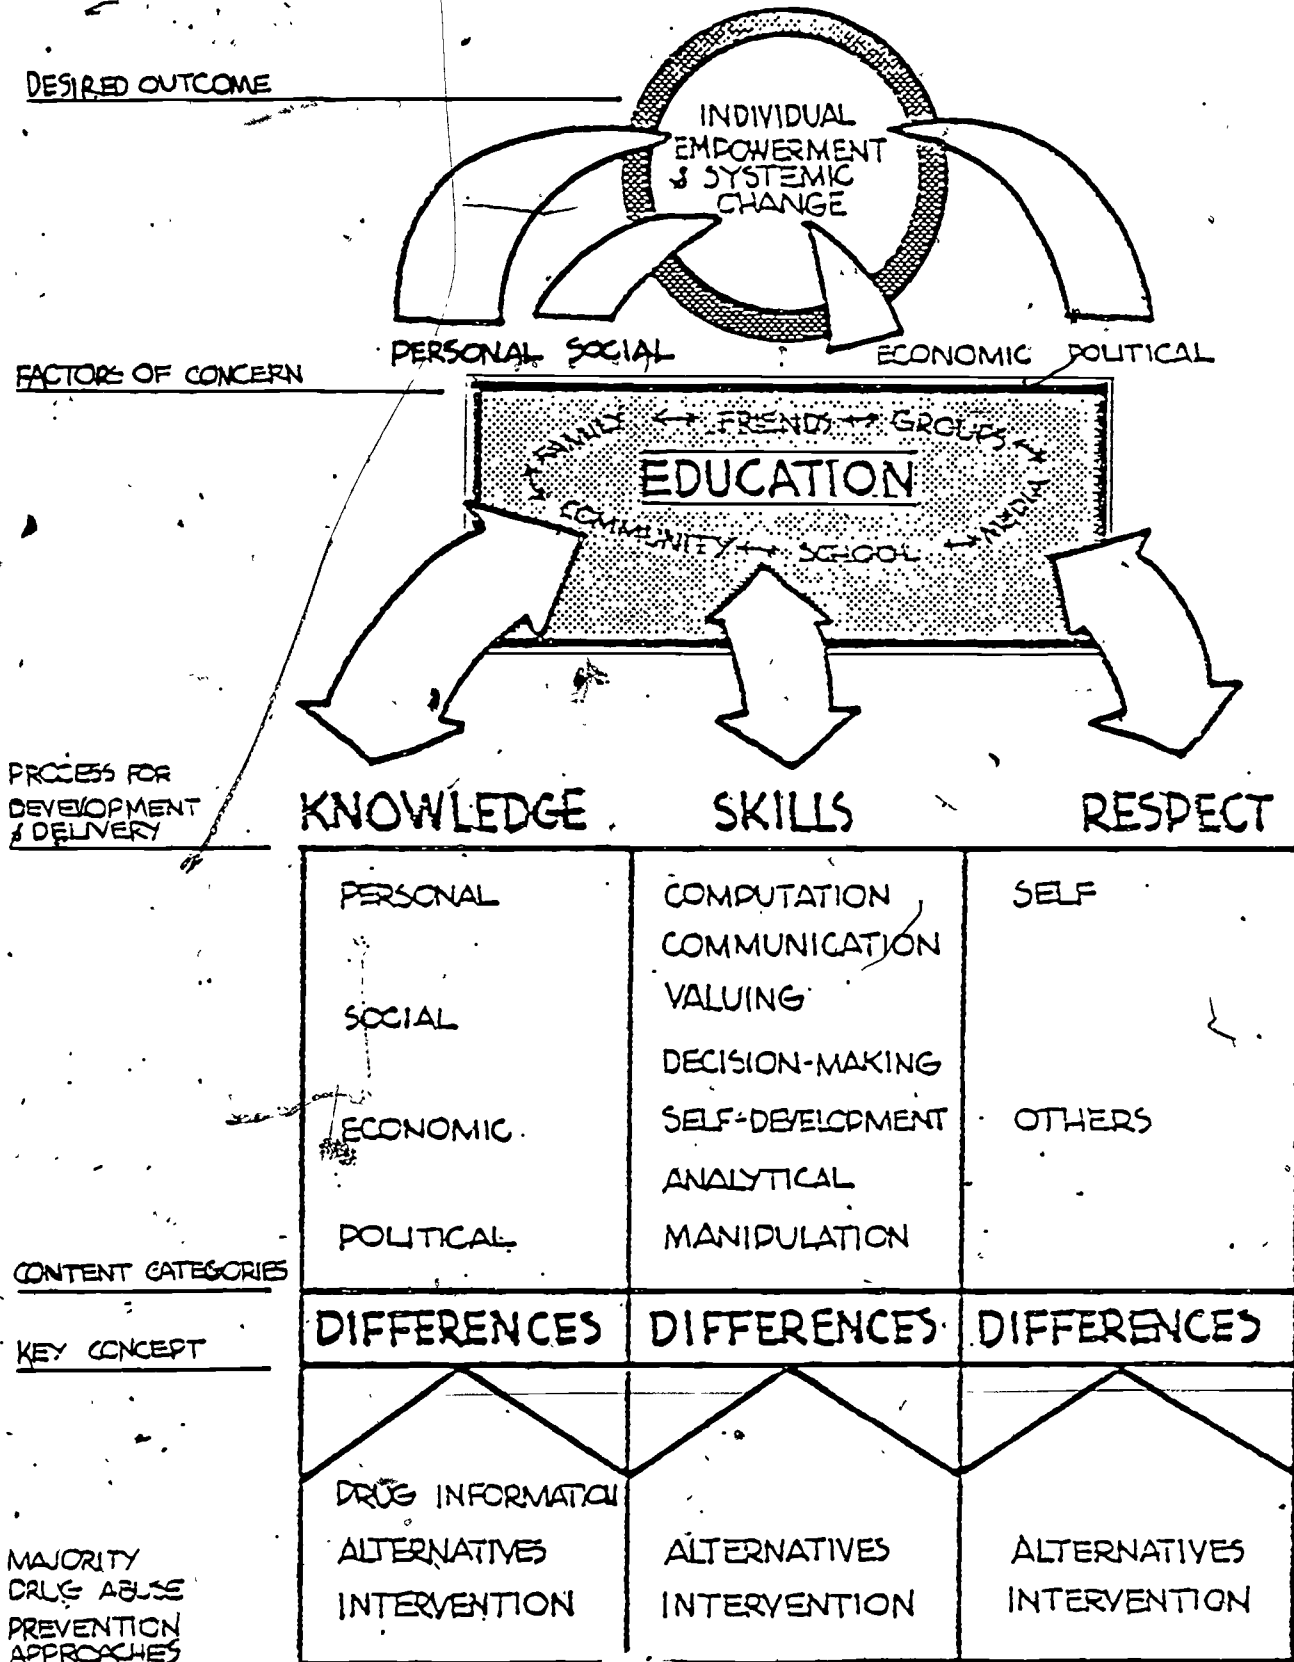 DESIRED OUTCOME
INDIVIDUAL
EMPOWERMENT
& SYSTEMIC
CHANGE
PERSONAL SOCIAL ECONOMIC POLITICAL
FACTORS OF CONCERN
FAMILY ↔ FRIENDS ↔ GROUPS
EDUCATION
COMMUNITY ↔ SCHOOL ↔ MEDIA
PROCESS FOR
DEVELOPMENT
& DELIVERY
KNOWLEDGE SKILLS RESPECT
PERSONAL
SOCIAL
ECONOMIC
POLITICAL
COMPUTATION
COMMUNICATION
VALUING
DECISION-MAKING
SELF-DEVELOPMENT
ANALYTICAL
MANIPULATION
SELF
OTHERS
CONTENT CATEGORIES
KEY CONCEPT
DIFFERENCES DIFFERENCES DIFFERENCES
MAJORITY
DRUG ABUSE
PREVENTION
APPROACHES
DRUG INFORMATION
ALTERNATIVES
INTERVENTION
ALTERNATIVES
INTERVENTION
ALTERNATIVES
INTERVENTION